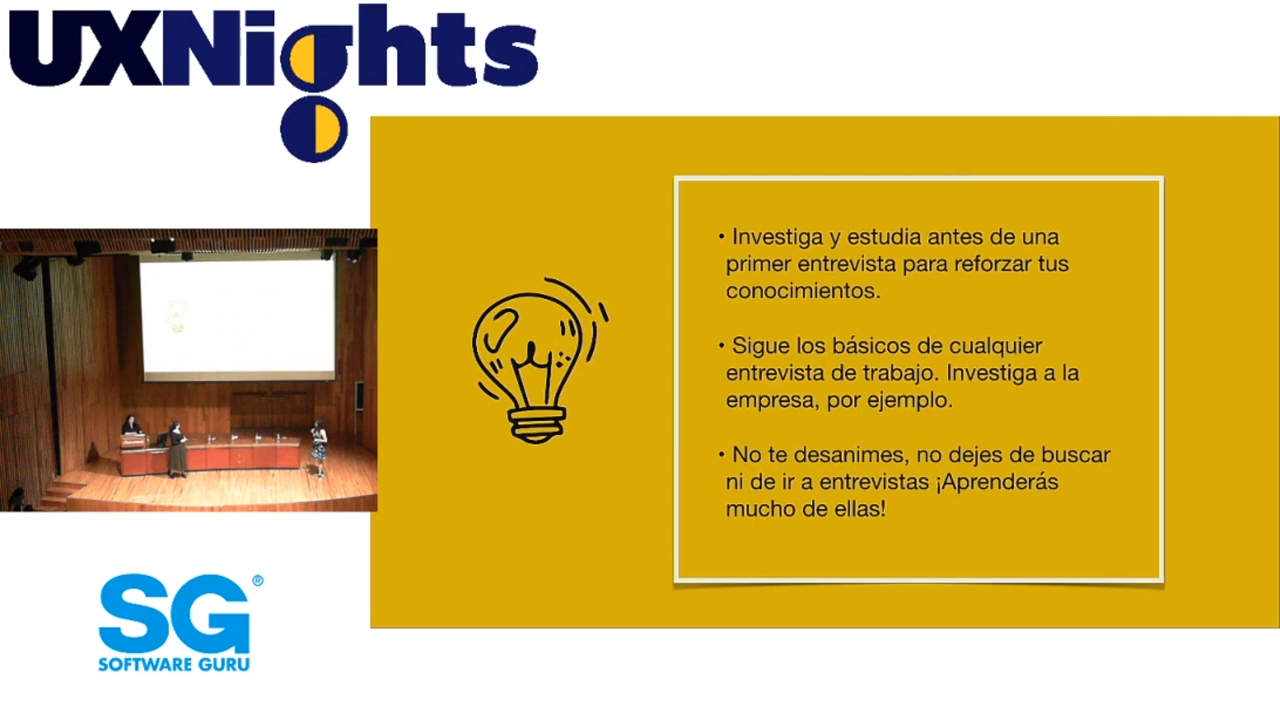 UXNights
• Investiga y estudia antes de una
primer entrevista para reforzar tus
conocimientos.
• Sigue los básicos de cualquier
entrevista de trabajo. Investiga a la
empresa, por ejemplo.
• No te desanimes, no dejes de buscar
ni de ir a entrevistas ¡Aprenderás
mucho de ellas!
SG®
SOFTWARE GURU